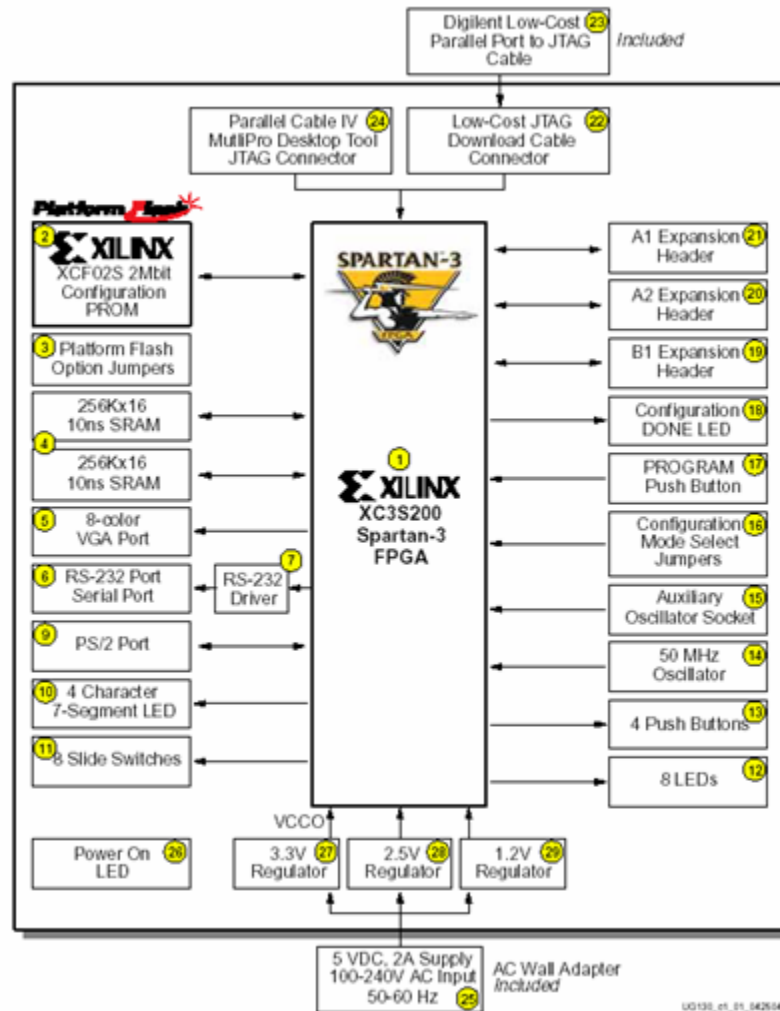 Digilent Low-Cost 23
Parallel Port to JTAG
Cable
Included
Parallel Cable IV 24
MutliPro Desktop Tool
JTAG Connector
Low-Cost JTAG 22
Download Cable
Connector
Platform Flash
2 XILINX
XCF02S 2Mbit
Configuration
PROM
3 Platform Flash
Option Jumpers
256Kx16
10ns SRAM
4
256Kx16
10ns SRAM
5 8-color
VGA Port
6 RS-232 Port
Serial Port
7
RS-232
Driver
9 PS/2 Port
10 4 Character
7-Segment LED
11 8 Slide Switches
SPARTAN-3
FPGA
1
XILINX
XC3S200
Spartan-3
FPGA
A1 Expansion 21
Header
A2 Expansion 20
Header
B1 Expansion 19
Header
Configuration 18
DONE LED
PROGRAM 17
Push Button
Configuration 16
Mode Select
Jumpers
Auxiliary 15
Oscillator Socket
50 MHz 14
Oscillator
13
4 Push Buttons
8 LEDs 12
VCCO
Power On 26
LED
3.3V 27
Regulator
2.5V 28
Regulator
1.2V 29
Regulator
5 VDC, 2A Supply
100-240V AC Input
50-60 Hz 25
AC Wall Adapter
Included
UG130_c1_01_042604